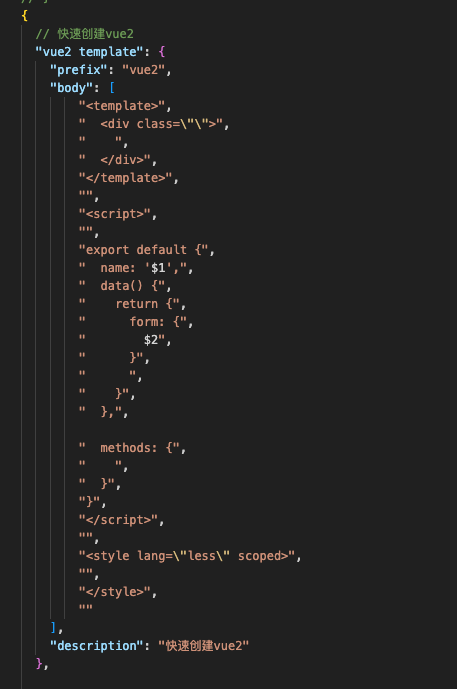 {
  // 快速创建vue2
  "vue2 template": {
    "prefix": "vue2",
    "body": [
        "<template>",
        "  <div class=\"\">",
        "    ",
        "  </div>",
        "</template>",
        "",
        "<script>",
        "",
        "export default {",
        "  name: '$1',",
        "  data() {",
        "    return {",
        "      form: {",
        "        $2",
        "      }",
        "      ",
        "    }",
        "  },",

        "  methods: {",
        "    ",
        "  }",
        "}",
        "</script>",
        "",
        "<style lang=\"less\" scoped>",
        "",
        "</style>",
        ""
    ],
    "description": "快速创建vue2"
  },